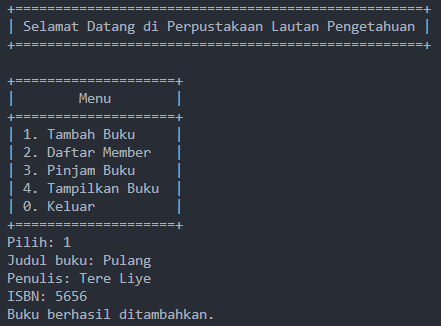 +===================================================+
| Selamat Datang di Perpustakaan Lautan Pengetahuan |
+===================================================+

+====================+
|        Menu        |
+====================+
| 1. Tambah Buku     |
| 2. Daftar Member   |
| 3. Pinjam Buku     |
| 4. Tampilkan Buku  |
| 0. Keluar          |
+====================+
Pilih: 1
Judul buku: Pulang
Penulis: Tere Liye
ISBN: 5656
Buku berhasil ditambahkan.